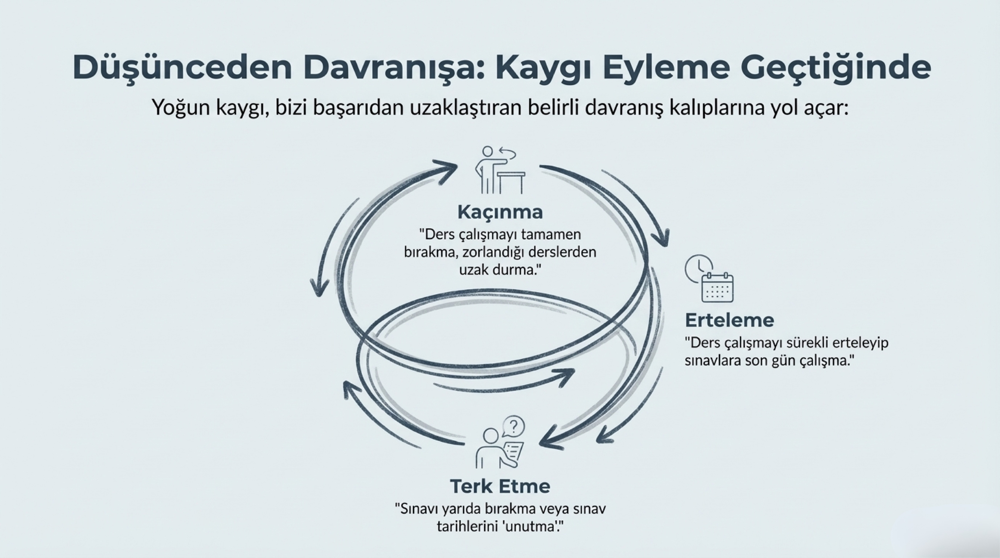 Düşünceden Davranışa: Kaygı Eyleme Geçtiğinde
Yoğun kaygı, bizi başarıdan uzaklaştıran belirli davranış kalıplarına yol açar:
Kaçınma
"Ders çalışmayı tamamen
bırakma, zorlandığı derslerden
uzak durma."
Erteleme
"Ders çalışmayı sürekli erteleyip
sınavlara son gün çalışma."
?
Terk Etme
"Sınavı yarıda bırakma veya sınav
tarihlerini 'unutma'."